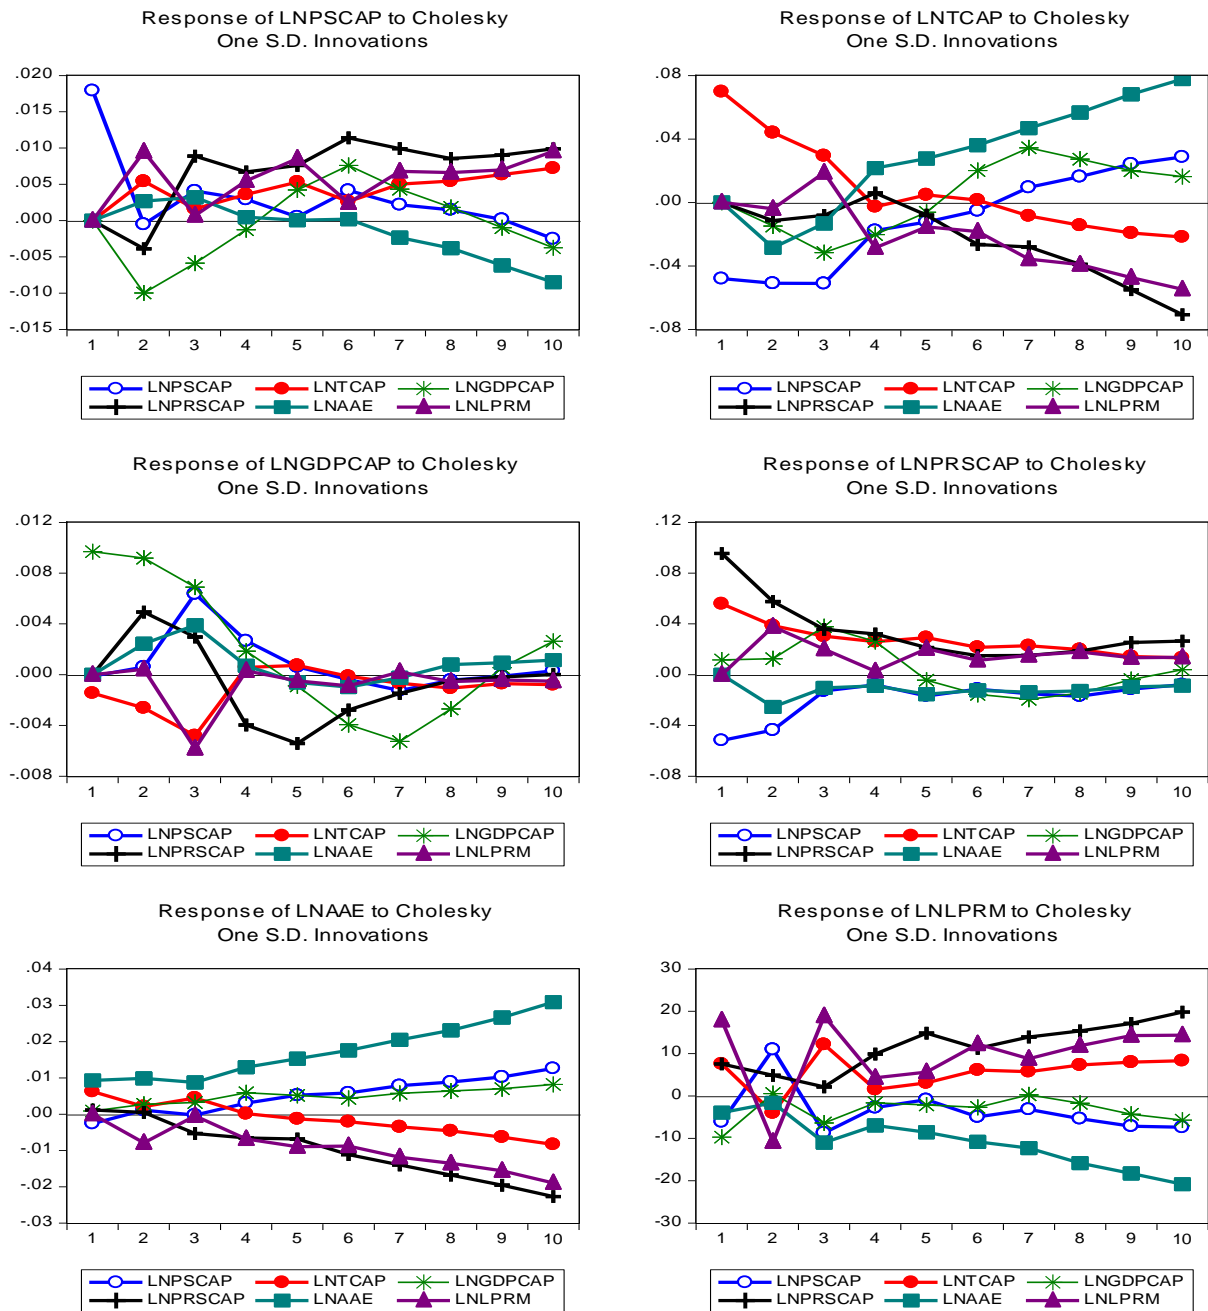 Response of LNPSCAP to Cholesky
One S.D. Innovations
.020
.015
.010
.005
.000
-.005
-.010
-.015
1 2 3 4 5 6 7 8 9 10
LNPSCAP LNTCAP LNGDPCAP
LNPRSCAP LNAAE LNLPRM
Response of LNTCAP to Cholesky
One S.D. Innovations
.08
.04
.00
-.04
-.08
1 2 3 4 5 6 7 8 9 10
LNPSCAP LNTCAP LNGDPCAP
LNPRSCAP LNAAE LNLPRM
Response of LNGDPCAP to Cholesky
One S.D. Innovations
.012
.008
.004
.000
-.004
-.008
1 2 3 4 5 6 7 8 9 10
LNPSCAP LNTCAP LNGDPCAP
LNPRSCAP LNAAE LNLPRM
Response of LNPRSCAP to Cholesky
One S.D. Innovations
.12
.08
.04
.00
-.04
-.08
1 2 3 4 5 6 7 8 9 10
LNPSCAP LNTCAP LNGDPCAP
LNPRSCAP LNAAE LNLPRM
Response of LNAAE to Cholesky
One S.D. Innovations
.04
.03
.02
.01
.00
-.01
-.02
-.03
1 2 3 4 5 6 7 8 9 10
LNPSCAP LNTCAP LNGDPCAP
LNPRSCAP LNAAE LNLPRM
Response of LNLPRM to Cholesky
One S.D. Innovations
30
20
10
0
-10
-20
-30
1 2 3 4 5 6 7 8 9 10
LNPSCAP LNTCAP LNGDPCAP
LNPRSCAP LNAAE LNLPRM